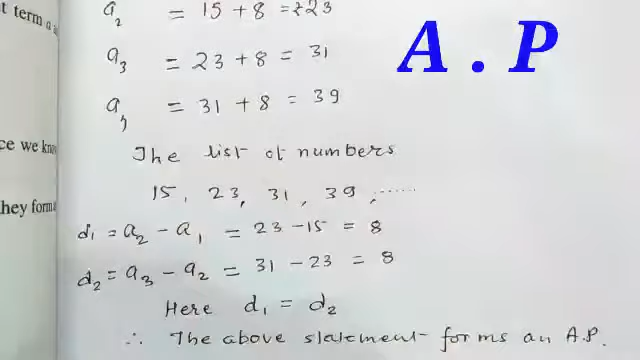 t term a
a₂ = 15 + 8 = 23
A . P
a₃ = 23 + 8 = 31
a₄ = 31 + 8 = 39
ce we know
The list of numbers
15, 23, 31, 39, ......
hey forma
d₁ = a₂ - a₁ = 23 - 15 = 8
d₂ = a₃ - a₂ = 31 - 23 = 8
Here d₁ = d₂
∴ The above statement forms an A.P.